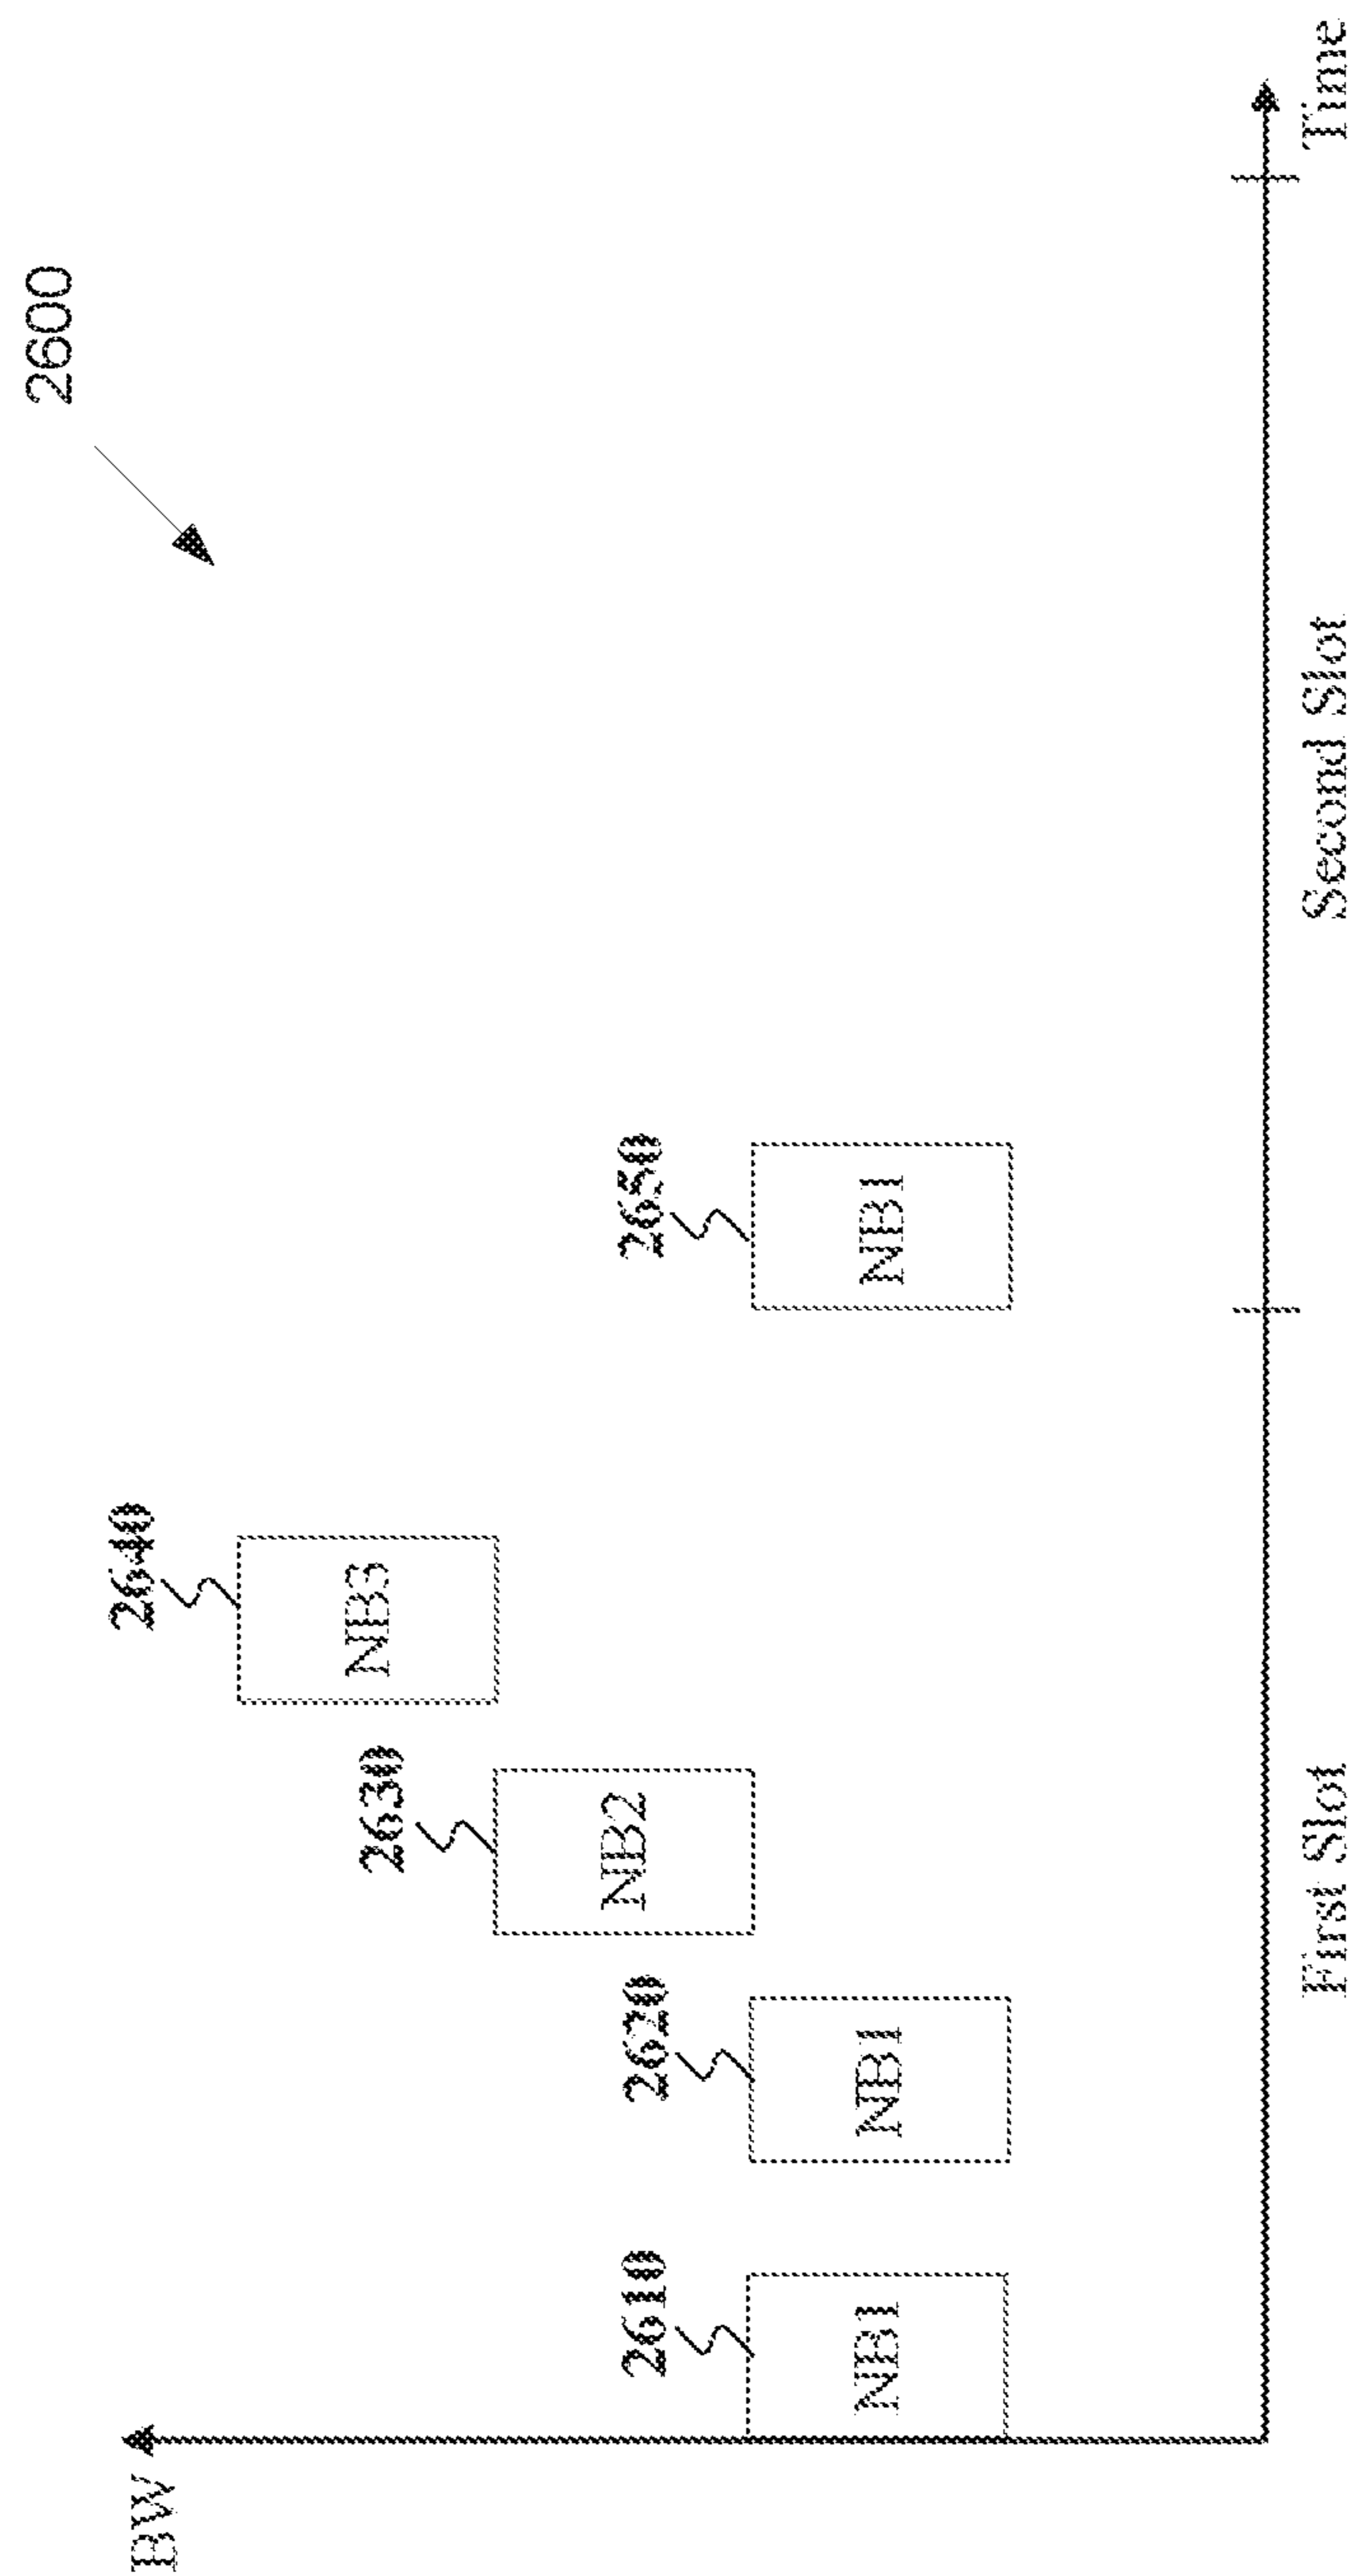 2600
BW
2640
NB3
2630
NB2
2610
NB1
2620
NB1
2650
NB1
First Slot
Second Slot
Time